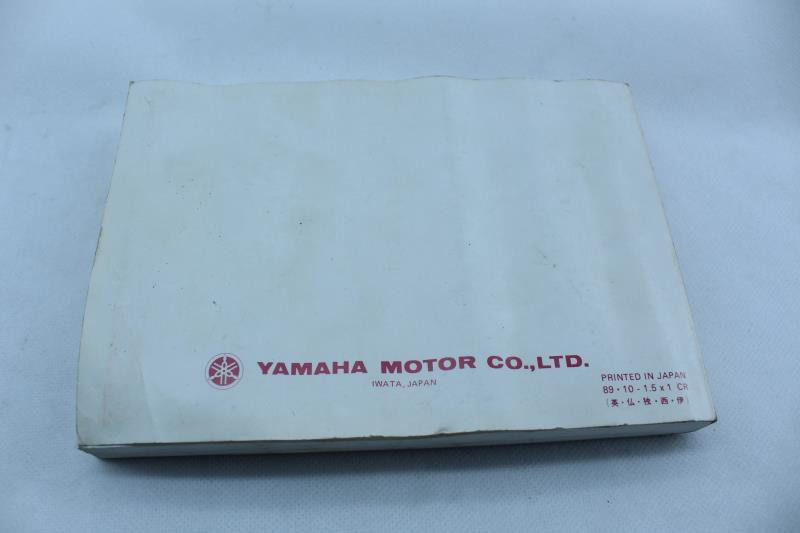 YAMAHA MOTOR CO.,LTD.
IWATA, JAPAN
PRINTED IN JAPAN
89・10－1.5×1 CR
(英・仏・独・西・伊)